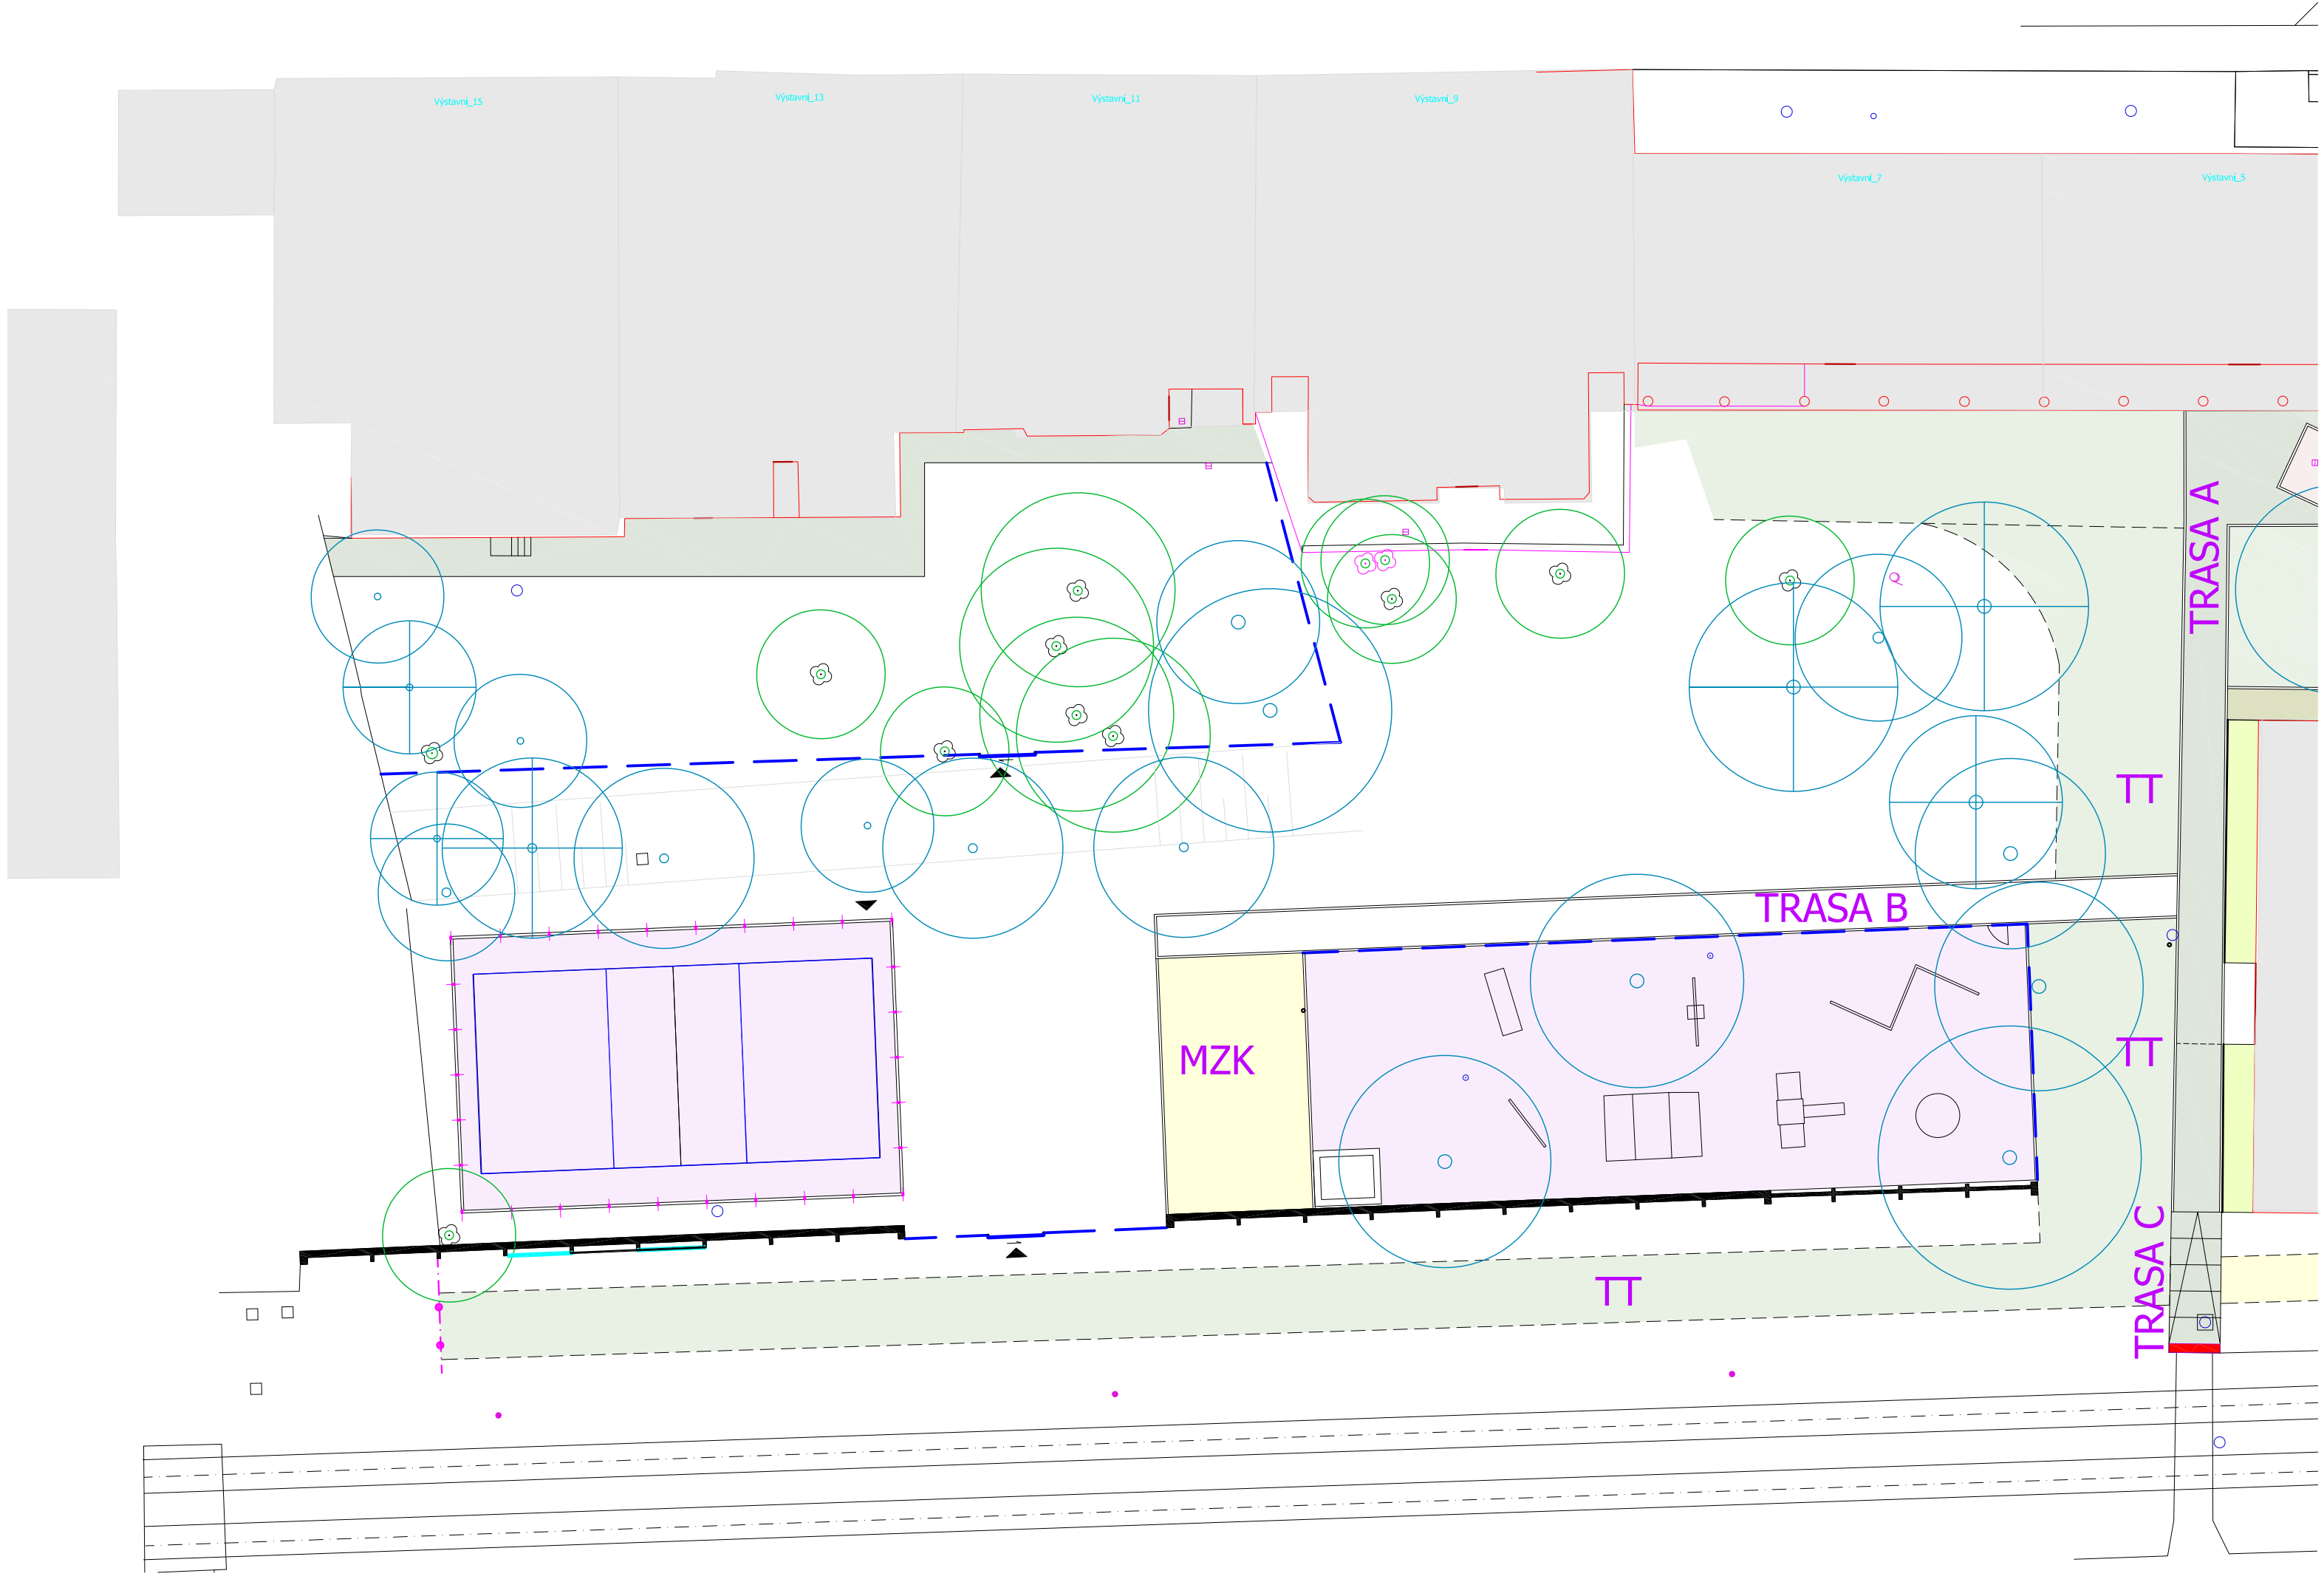 Výstavní_15
Výstavní_13
Výstavní_11
Výstavní_9
Výstavní_7
Výstavní_5
TRASA A
TT
TRASA B
MZK
TT
TRASA C
TT